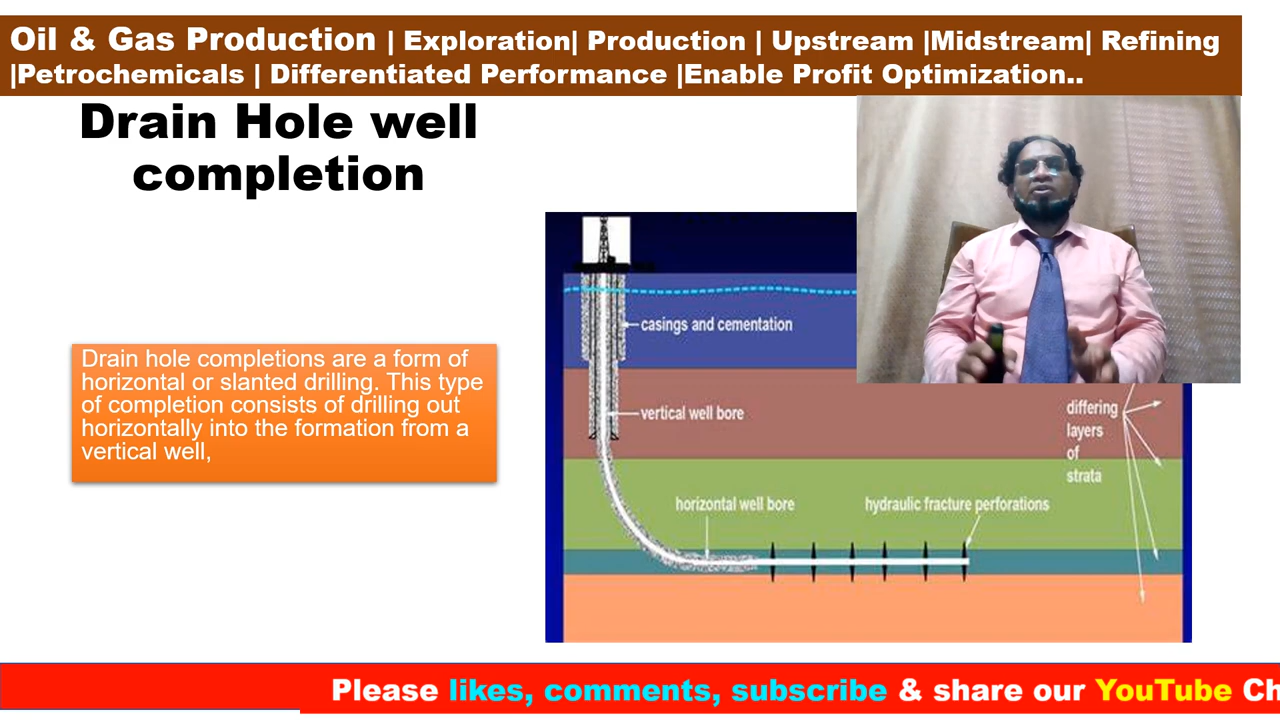 Oil & Gas Production | Exploration| Production | Upstream |Midstream| Refining
|Petrochemicals | Differentiated Performance |Enable Profit Optimization..
Drain Hole well
completion
Drain hole completions are a form of
horizontal or slanted drilling. This type
of completion consists of drilling out
horizontally into the formation from a
vertical well,
casings and cementation
vertical well bore
differing
layers
of
strata
horizontal well bore
hydraulic fracture perforations
Please likes, comments, subscribe & share our YouTube Ch